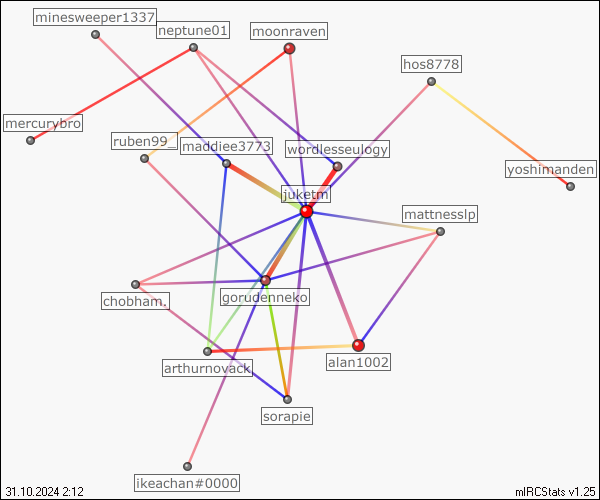 minesweeper1337
neptune01
moonraven
hos8778
mercurybro
ruben99_
maddiee3773
wordlesseulogy
yoshimanden
juketm
mattnesslp
chobham.
gorudenneko
arthurnovack
alan1002
sorapie
ikeachan#0000
31.10.2024 2:12
mIRCStats v1.25